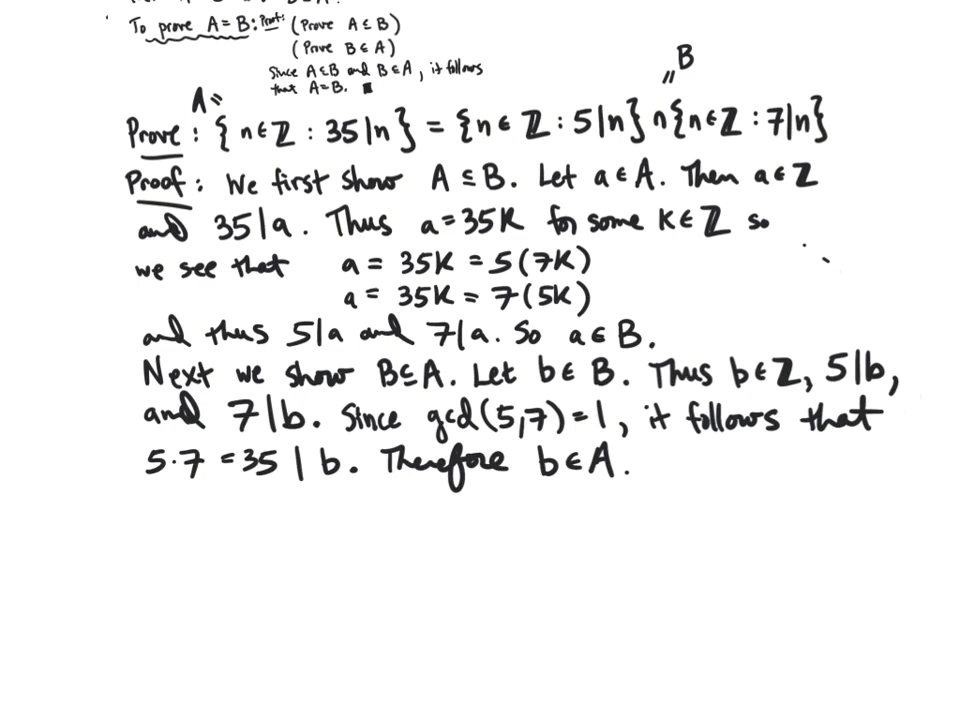 To prove A = B: Proof: (Prove A ⊆ B)
(Prove B ⊆ A)
Since A ⊆ B and B ⊆ A, it follows
that A = B. ■
A = B
Prove: { n ∈ ℤ : 35|n } = { n ∈ ℤ : 5|n } ∩ { n ∈ ℤ : 7|n }
Proof: We first show A ⊆ B. Let a ∈ A. Then a ∈ ℤ
and 35|a. Thus a = 35k for some k ∈ ℤ so
we see that a = 35k = 5(7k)
a = 35k = 7(5k)
and thus 5|a and 7|a. So a ∈ B.
Next we show B ⊆ A. Let b ∈ B. Thus b ∈ ℤ, 5|b,
and 7|b. Since gcd(5,7) = 1, it follows that
5·7 = 35 | b. Therefore b ∈ A.